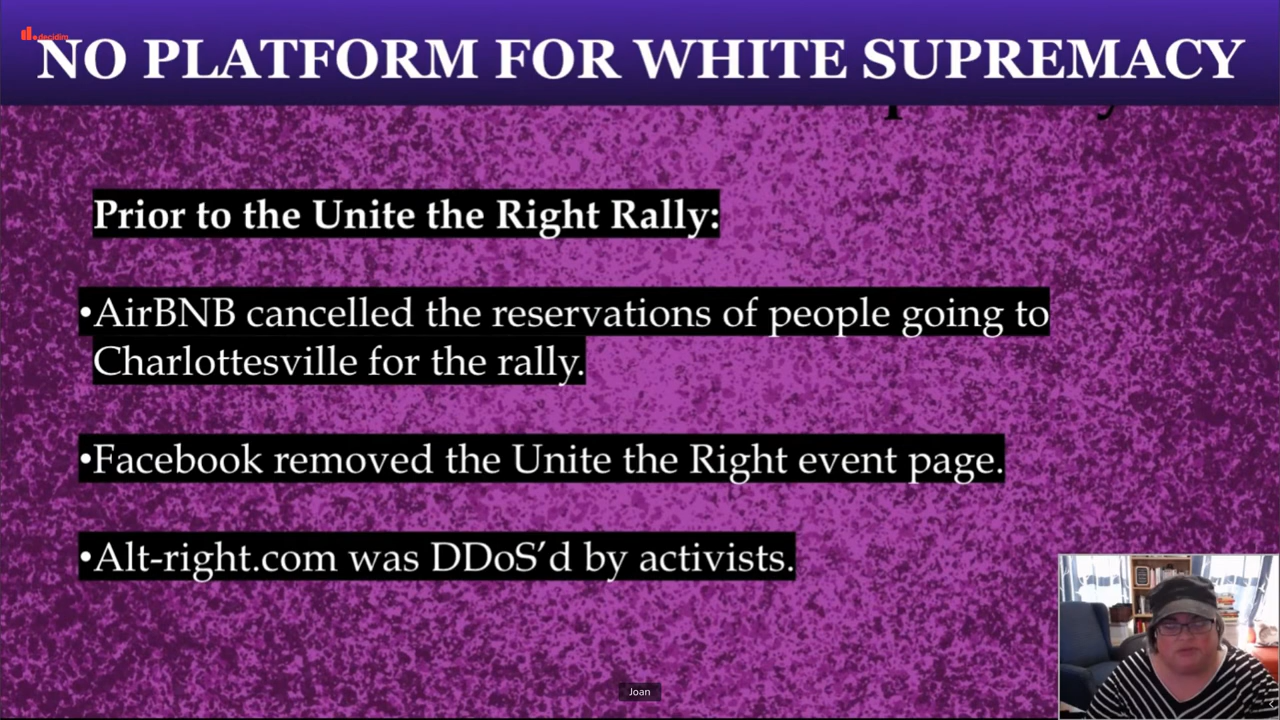 decidim
NO PLATFORM FOR WHITE SUPREMACY
Prior to the Unite the Right Rally:
•AirBNB cancelled the reservations of people going to
Charlottesville for the rally.
•Facebook removed the Unite the Right event page.
•Alt-right.com was DDoS’d by activists.
Joan